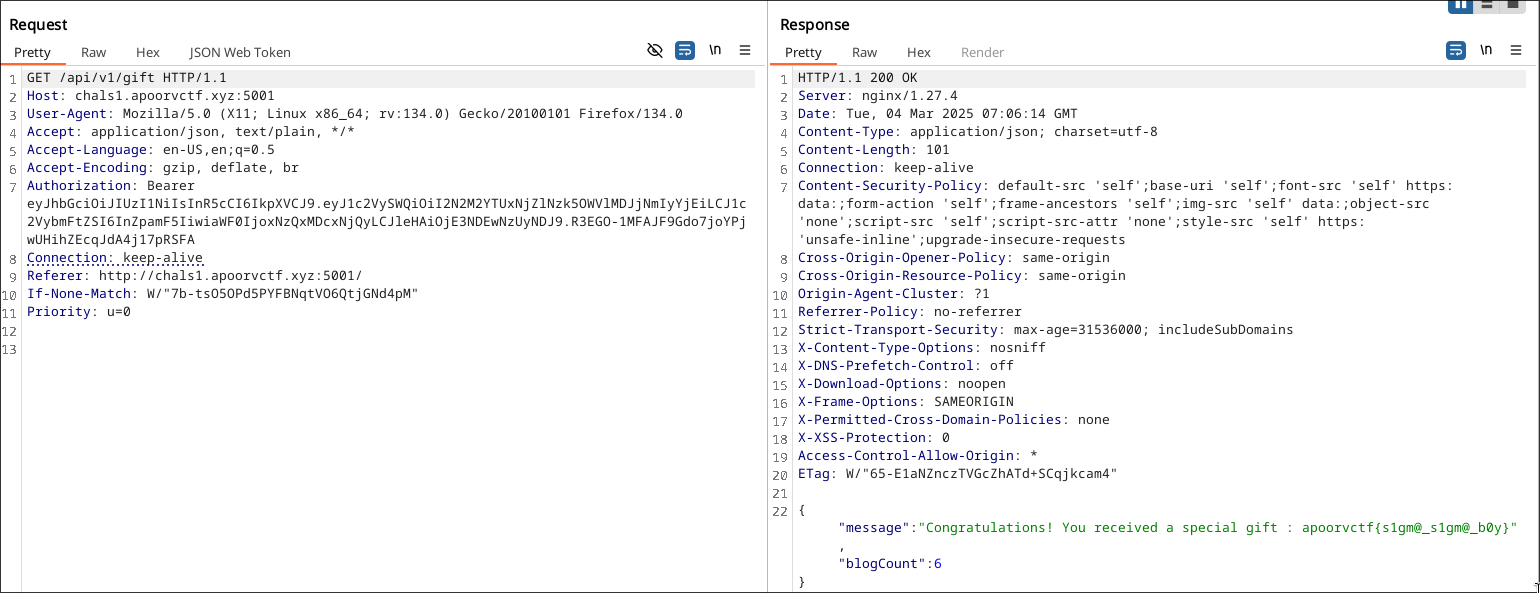 Request
Pretty Raw Hex JSON Web Token \n
1 GET /api/v1/gift HTTP/1.1
2 Host: chals1.apoorvctf.xyz:5001
3 User-Agent: Mozilla/5.0 (X11; Linux x86_64; rv:134.0) Gecko/20100101 Firefox/134.0
4 Accept: application/json, text/plain, */*
5 Accept-Language: en-US,en;q=0.5
6 Accept-Encoding: gzip, deflate, br
7 Authorization: Bearer
eyJhbGciOiJIUzI1NiIsInR5cCI6IkpXVCJ9.eyJ1c2VySWQiOiI2N2M2YTUxNjZlNzk5OWVlMDJjNmIyYjEiLCJ1c
2VybmFtZSI6InZpamF5IiwiaWF0IjoxNzQxMDcxNjQyLCJleHAiOjE3NDEwNzUyNDJ9.R3EGO-1MFAJF9Gdo7joYPj
wUHihZEcqJdA4j17pRSFA
8 Connection: keep-alive
9 Referer: http://chals1.apoorvctf.xyz:5001/
10 If-None-Match: W/"7b-tsO5OPd5PYFBNqtVO6QtjGNd4pM"
11 Priority: u=0
12
13
Response
Pretty Raw Hex Render \n
1 HTTP/1.1 200 OK
2 Server: nginx/1.27.4
3 Date: Tue, 04 Mar 2025 07:06:14 GMT
4 Content-Type: application/json; charset=utf-8
5 Content-Length: 101
6 Connection: keep-alive
7 Content-Security-Policy: default-src 'self';base-uri 'self';font-src 'self' https:
data:;form-action 'self';frame-ancestors 'self';img-src 'self' data:;object-src
'none';script-src 'self';script-src-attr 'none';style-src 'self' https:
'unsafe-inline';upgrade-insecure-requests
8 Cross-Origin-Opener-Policy: same-origin
9 Cross-Origin-Resource-Policy: same-origin
10 Origin-Agent-Cluster: ?1
11 Referrer-Policy: no-referrer
12 Strict-Transport-Security: max-age=31536000; includeSubDomains
13 X-Content-Type-Options: nosniff
14 X-DNS-Prefetch-Control: off
15 X-Download-Options: noopen
16 X-Frame-Options: SAMEORIGIN
17 X-Permitted-Cross-Domain-Policies: none
18 X-XSS-Protection: 0
19 Access-Control-Allow-Origin: *
20 ETag: W/"65-E1aNZnczTVGcZhATd+SCqjkcam4"
21
22 {
"message":"Congratulations! You received a special gift : apoorvctf{s1gm@_s1gm@_b0y}"
,
"blogCount":6
}